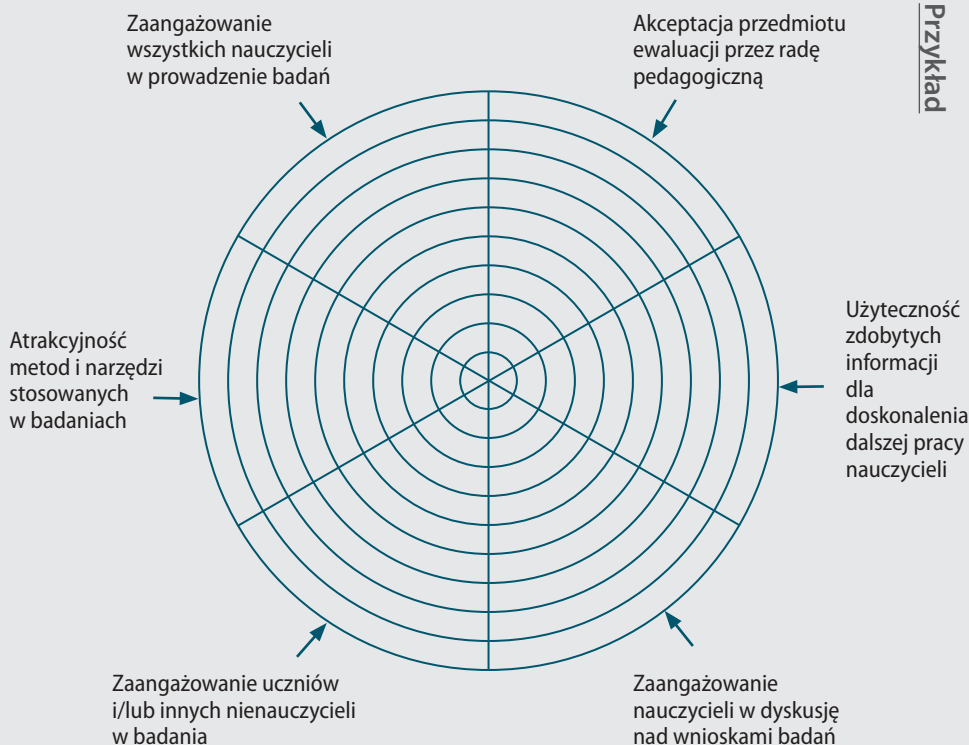 Przykład
Zaangażowanie
wszystkich nauczycieli
w prowadzenie badań
Akceptacja przedmiotu
ewaluacji przez radę
pedagogiczną
Atrakcyjność
metod i narzędzi
stosowanych
w badaniach
Użyteczność
zdobytych
informacji
dla
doskonalenia
dalszej pracy
nauczycieli
Zaangażowanie uczniów
i/lub innych nienauczycieli
w badania
Zaangażowanie
nauczycieli w dyskusję
nad wnioskami badań